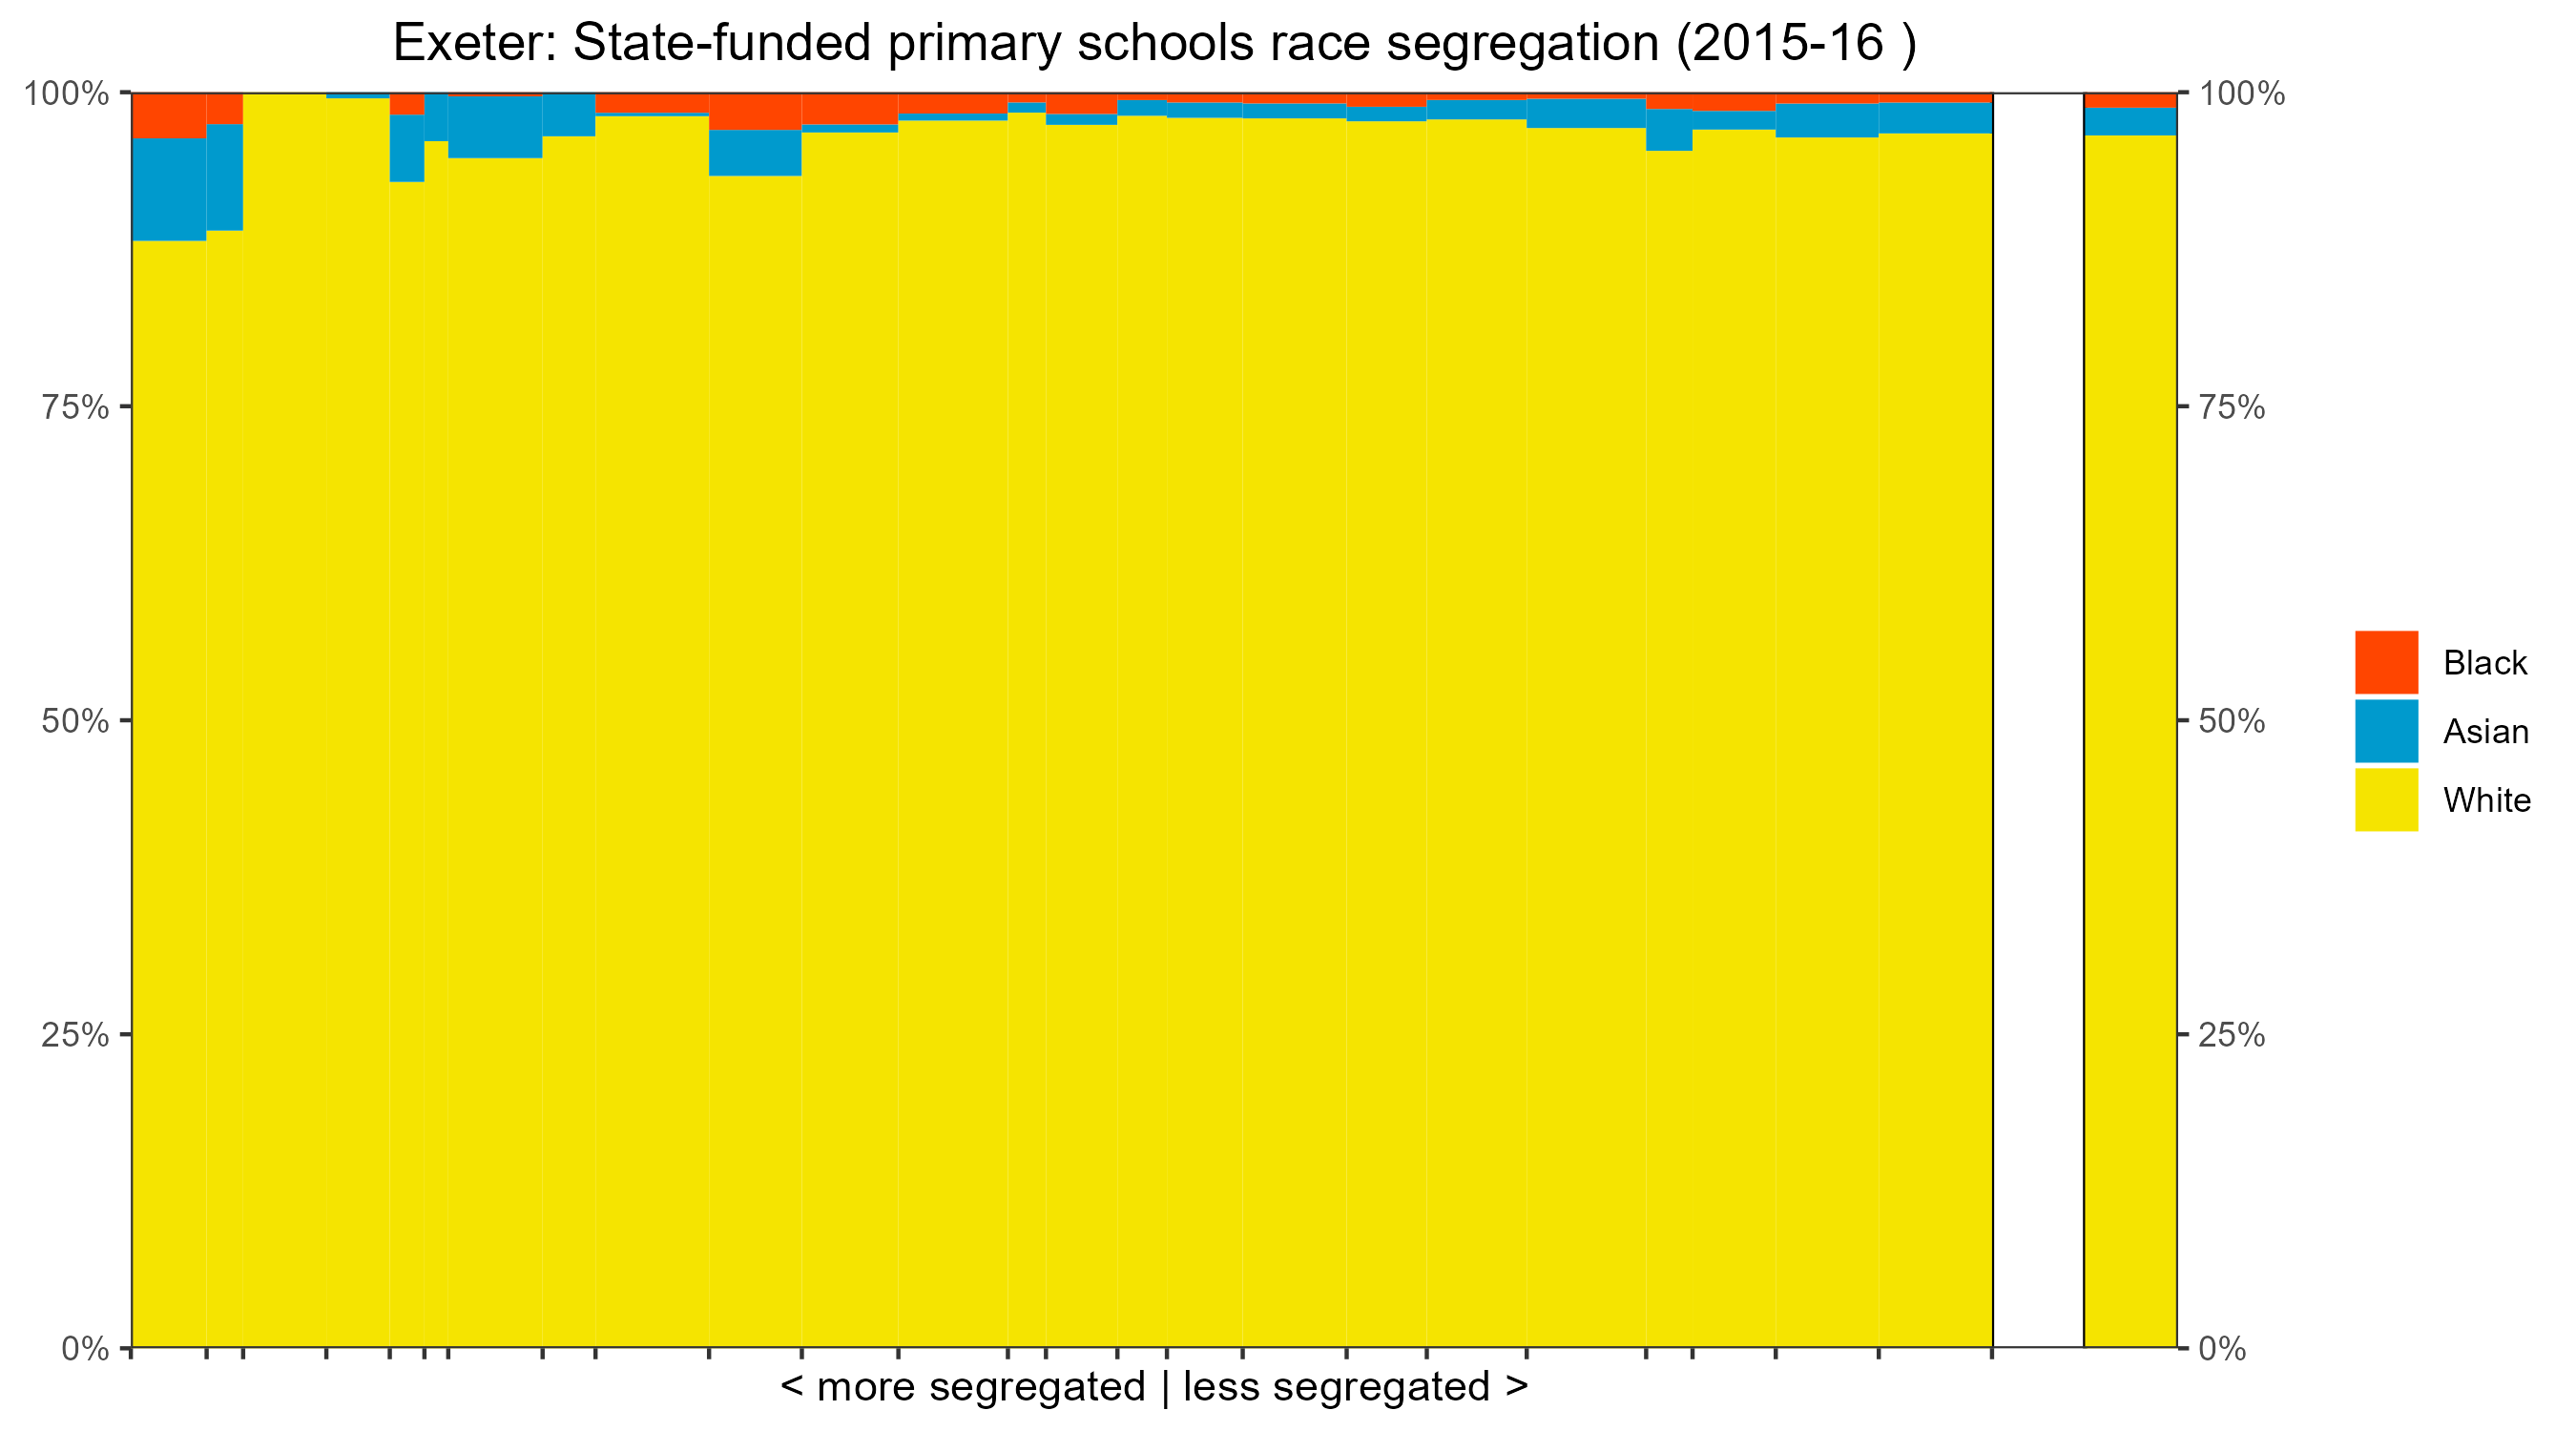 Exeter: State-funded primary schools race segregation (2015-16 )
100%
75%
50%
25%
0%
100%
75%
50%
25%
0%
Black
Asian
White
< more segregated | less segregated >